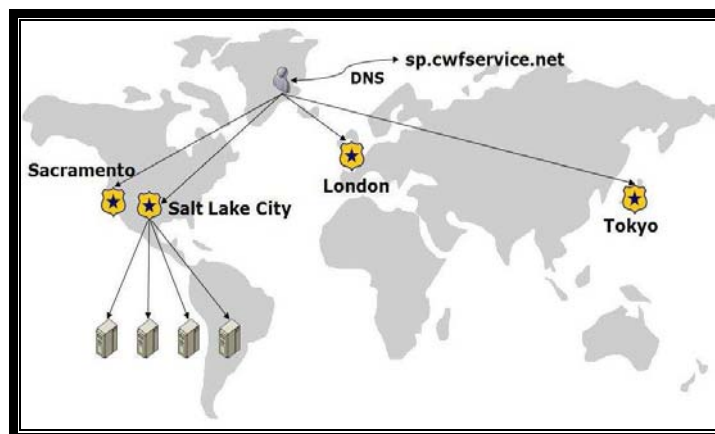 sp.cwfservice.net
DNS
Sacramento
London
Salt Lake City
Tokyo